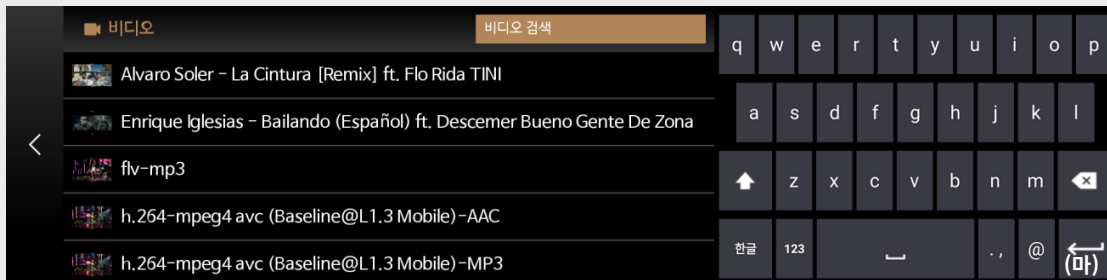 비디오
비디오 검색
Alvaro Soler - La Cintura [Remix] ft. Flo Rida TINI
Enrique Iglesias - Bailando (Español) ft. Descemer Bueno Gente De Zona
flv-mp3
h.264-mpeg4 avc (Baseline@L1.3 Mobile)-AAC
h.264-mpeg4 avc (Baseline@L1.3 Mobile)-MP3
q w e r t y u i o p
a s d f g h j k l
z x c v b n m
한글 123 . , @ (마)